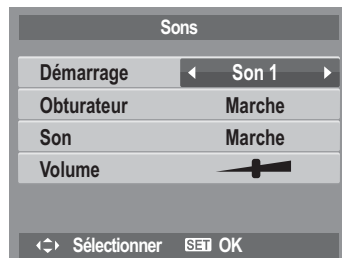 Sons
Démarrage Son 1
Obturateur Marche
Son Marche
Volume
Sélectionner SET OK